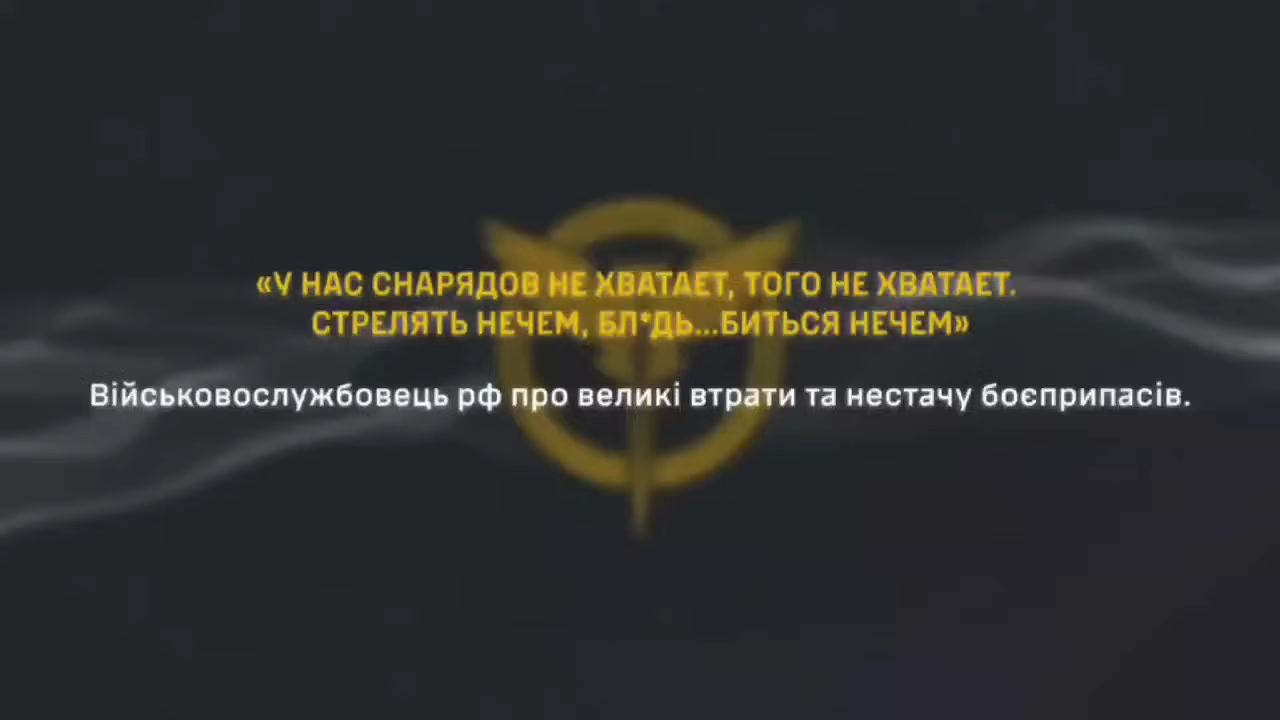 «У НАС СНАРЯДОВ НЕ ХВАТАЕТ, ТОГО НЕ ХВАТАЕТ.
СТРЕЛЯТЬ НЕЧЕМ, БЛ*ДЬ...БИТЬСЯ НЕЧЕМ»
Військовослужбовець рф про великі втрати та нестачу боєприпасів.